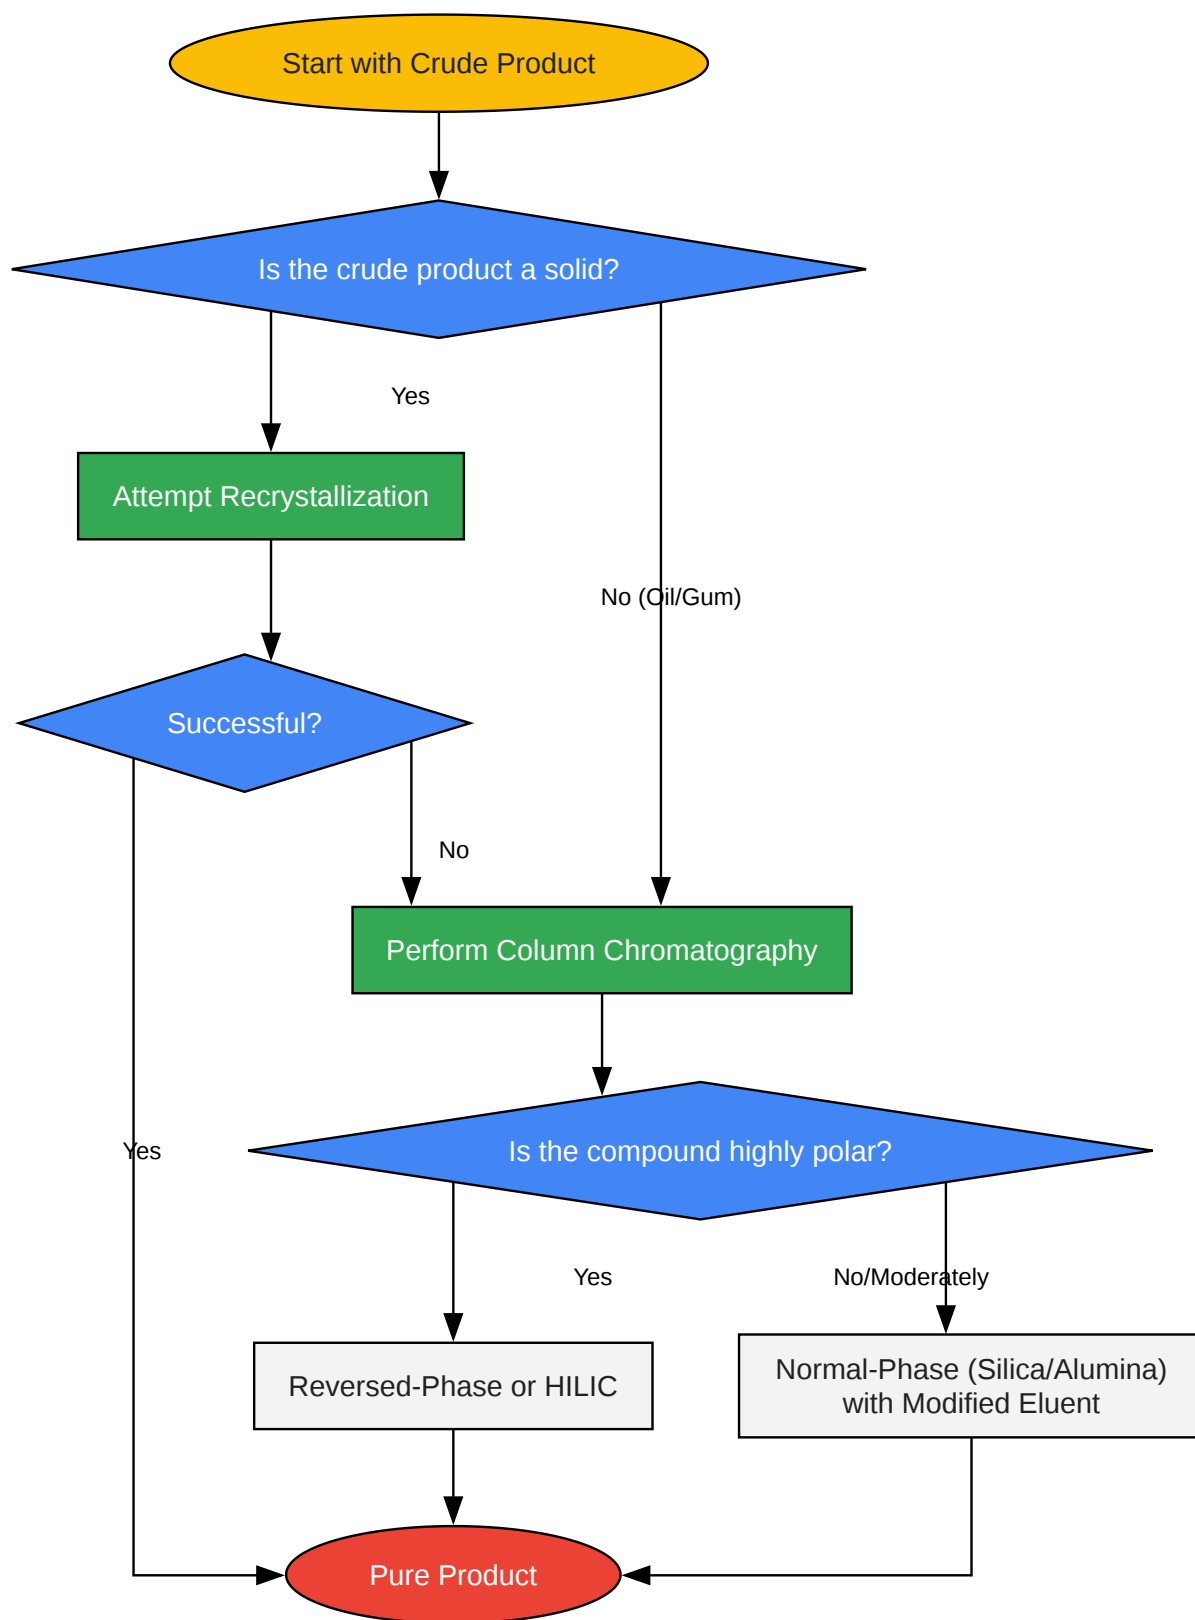 Start with Crude Product
Is the crude product a solid?
Yes
Attempt Recrystallization
No (Oil/Gum)
Successful?
No
Perform Column Chromatography
Yes
Is the compound highly polar?
Yes
No/Moderately
Reversed-Phase or HILIC
Normal-Phase (Silica/Alumina)
with Modified Eluent
Pure Product